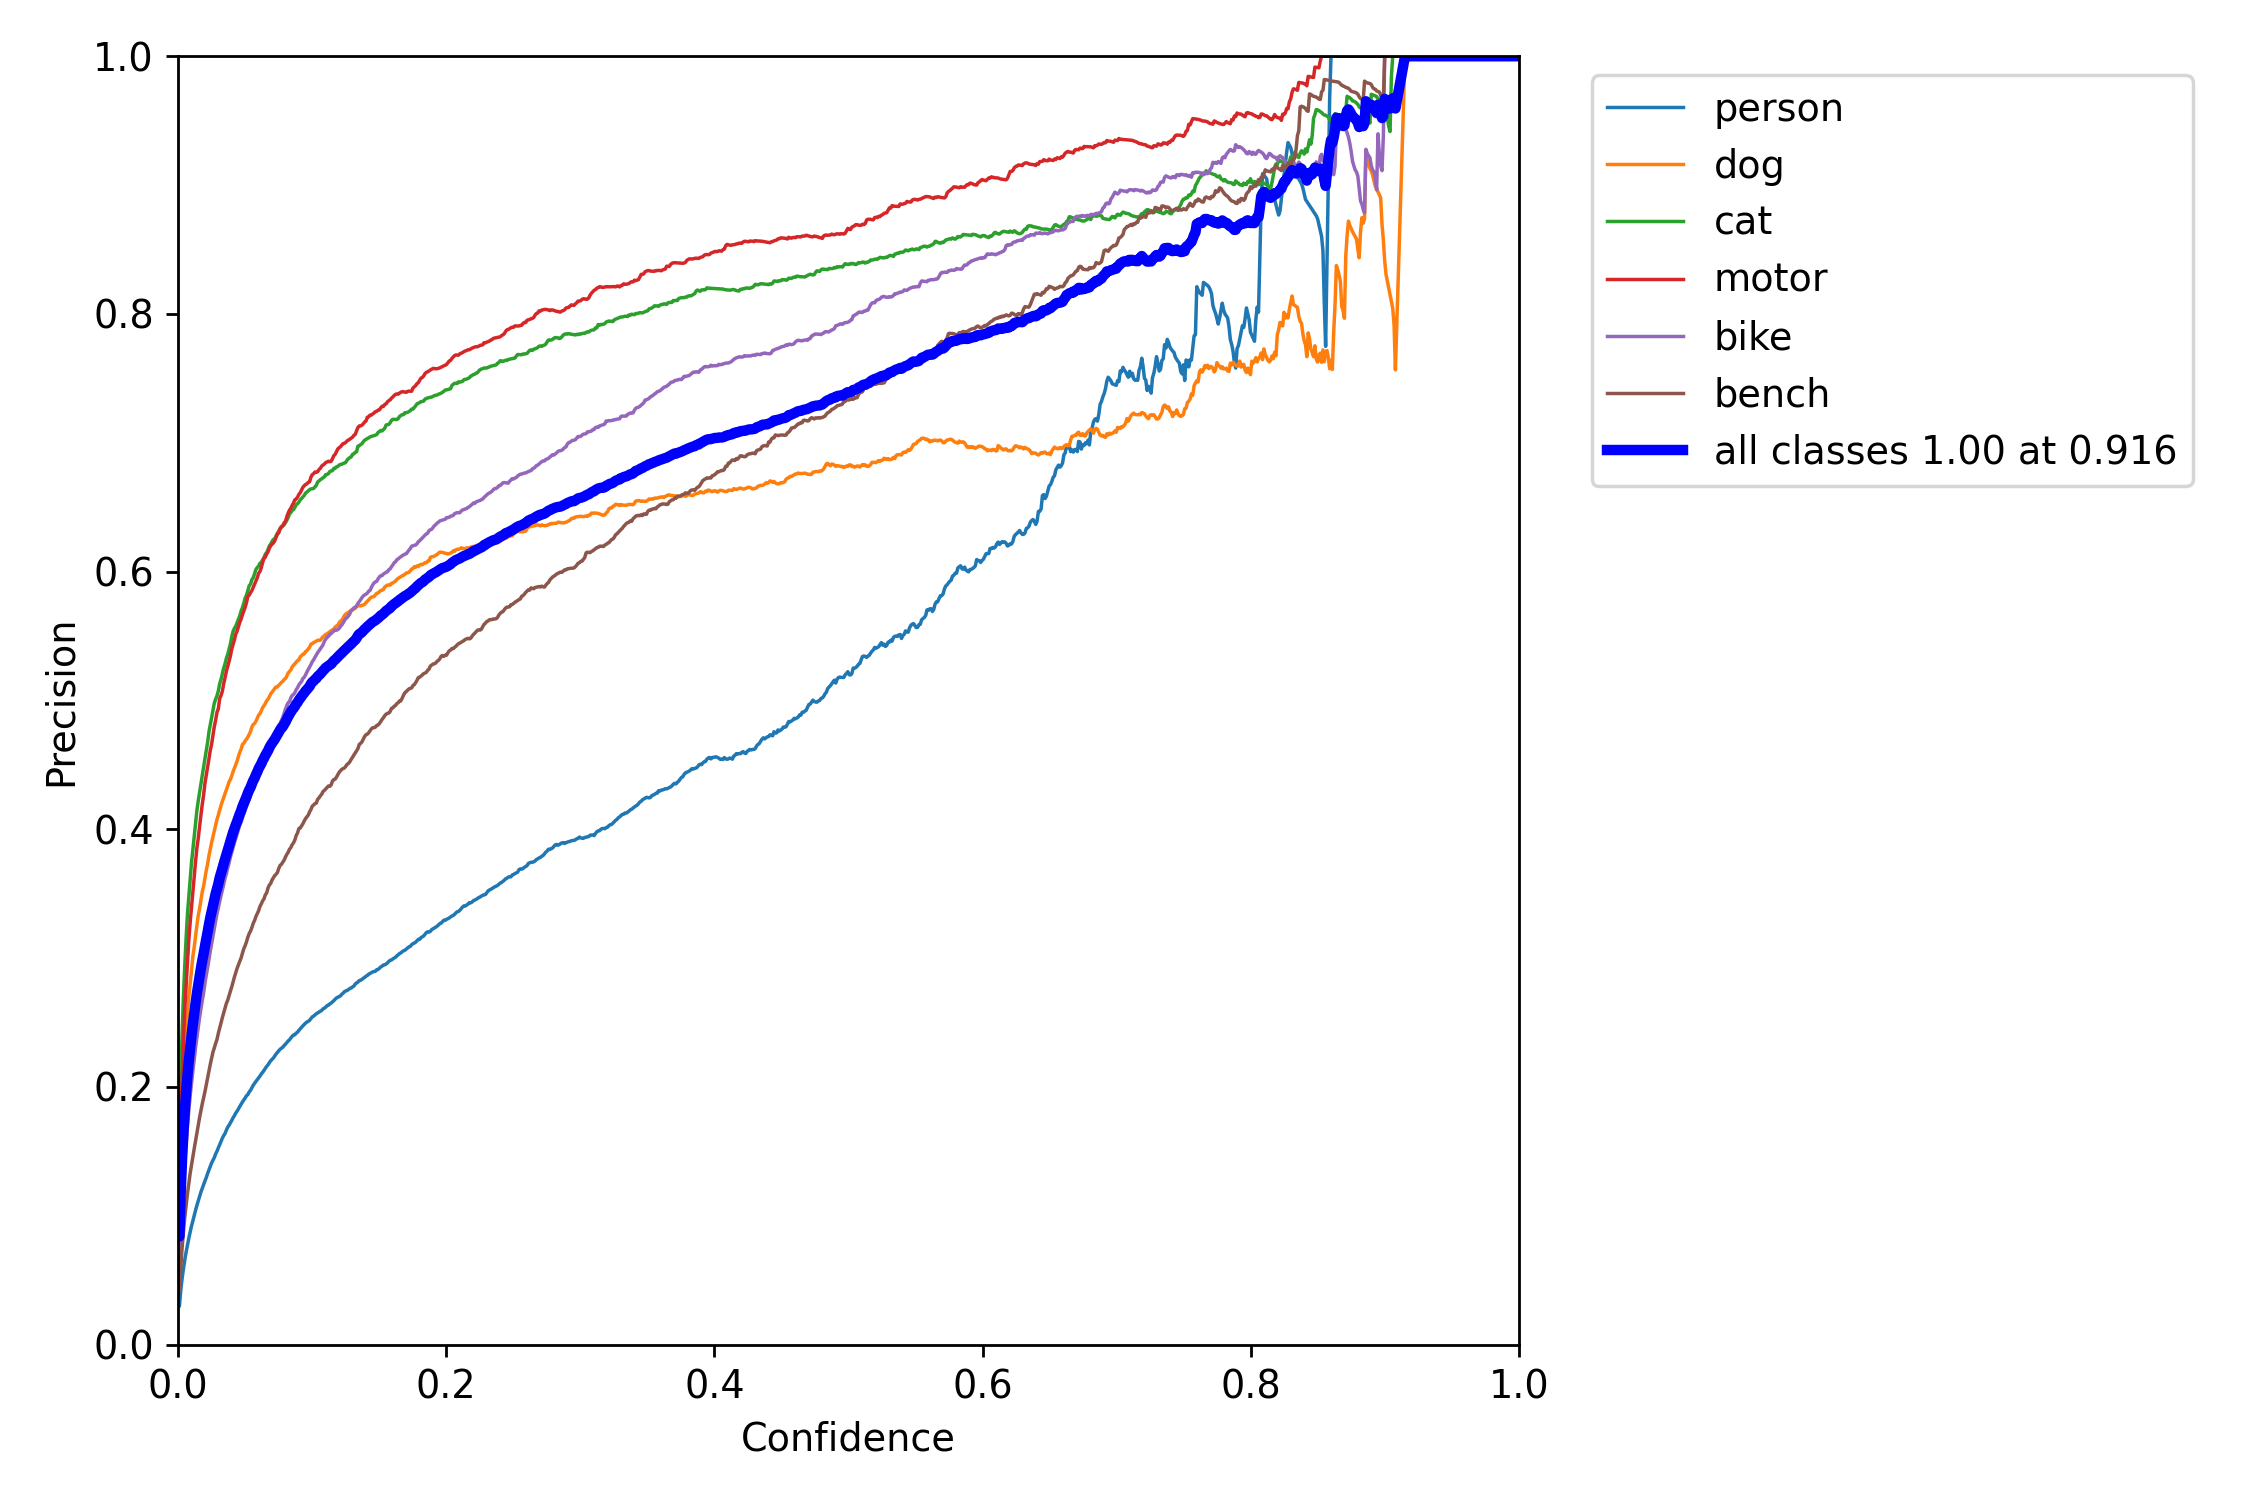 1.0
0.8
0.6
0.4
0.2
0.0
Precision
0.0 0.2 0.4 0.6 0.8 1.0
Confidence
person
dog
cat
motor
bike
bench
all classes 1.00 at 0.916